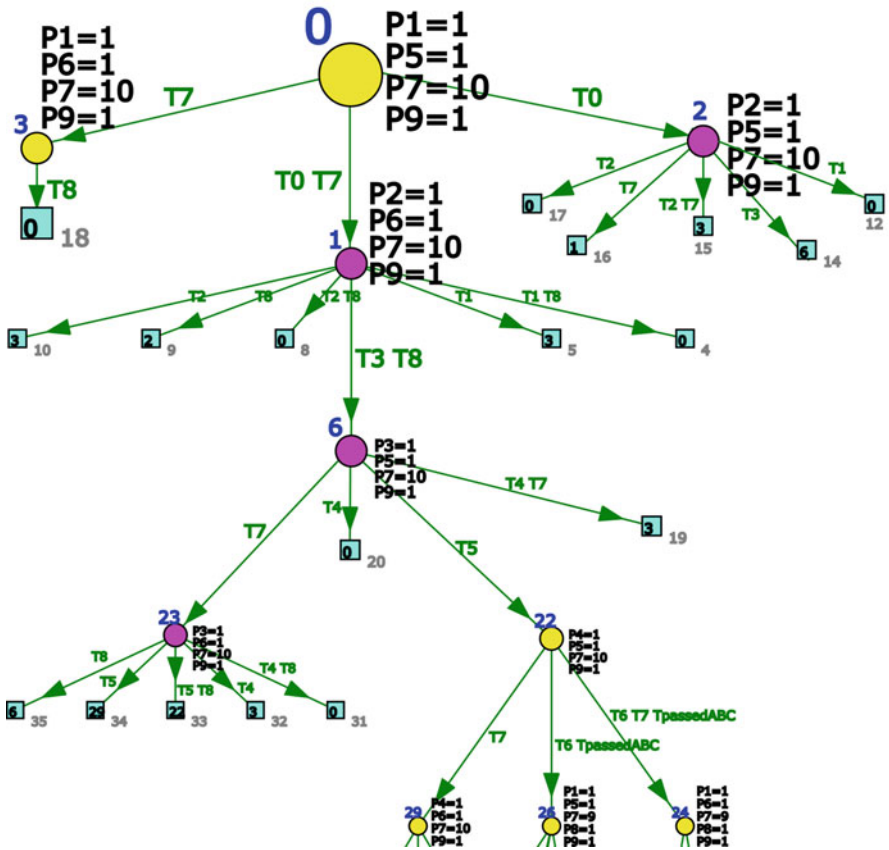 0
P1=1
P5=1
P7=10
P9=1
P1=1
P6=1
P7=10
P9=1
3
T7
T0
2
P2=1
P5=1
P7=10
P9=1
T8
0
18
T0 T7
T2
T7
T2 T7
T3
T1
0
17
1
16
3
15
6
14
0
12
P2=1
P6=1
P7=10
P9=1
1
T2
T8
T2 T8
T1
T1 T8
3
10
2
9
0
8
3
5
0
4
T3 T8
6
P3=1
P5=1
P7=10
P9=1
T7
T4
T5
T4 T7
0
20
3
19
23
P3=1
P6=1
P7=10
P9=1
22
P4=1
P5=1
P7=10
P9=1
T8
T5
T5 T8
T4
T4 T8
6
35
29
34
22
33
3
32
0
31
T7
T6 TpassedABC
T6 T7 TpassedABC
29
P4=1
P6=1
P7=10
P9=1
26
P1=1
P5=1
P7=9
P8=1
P9=1
24
P1=1
P6=1
P7=9
P8=1
P9=1